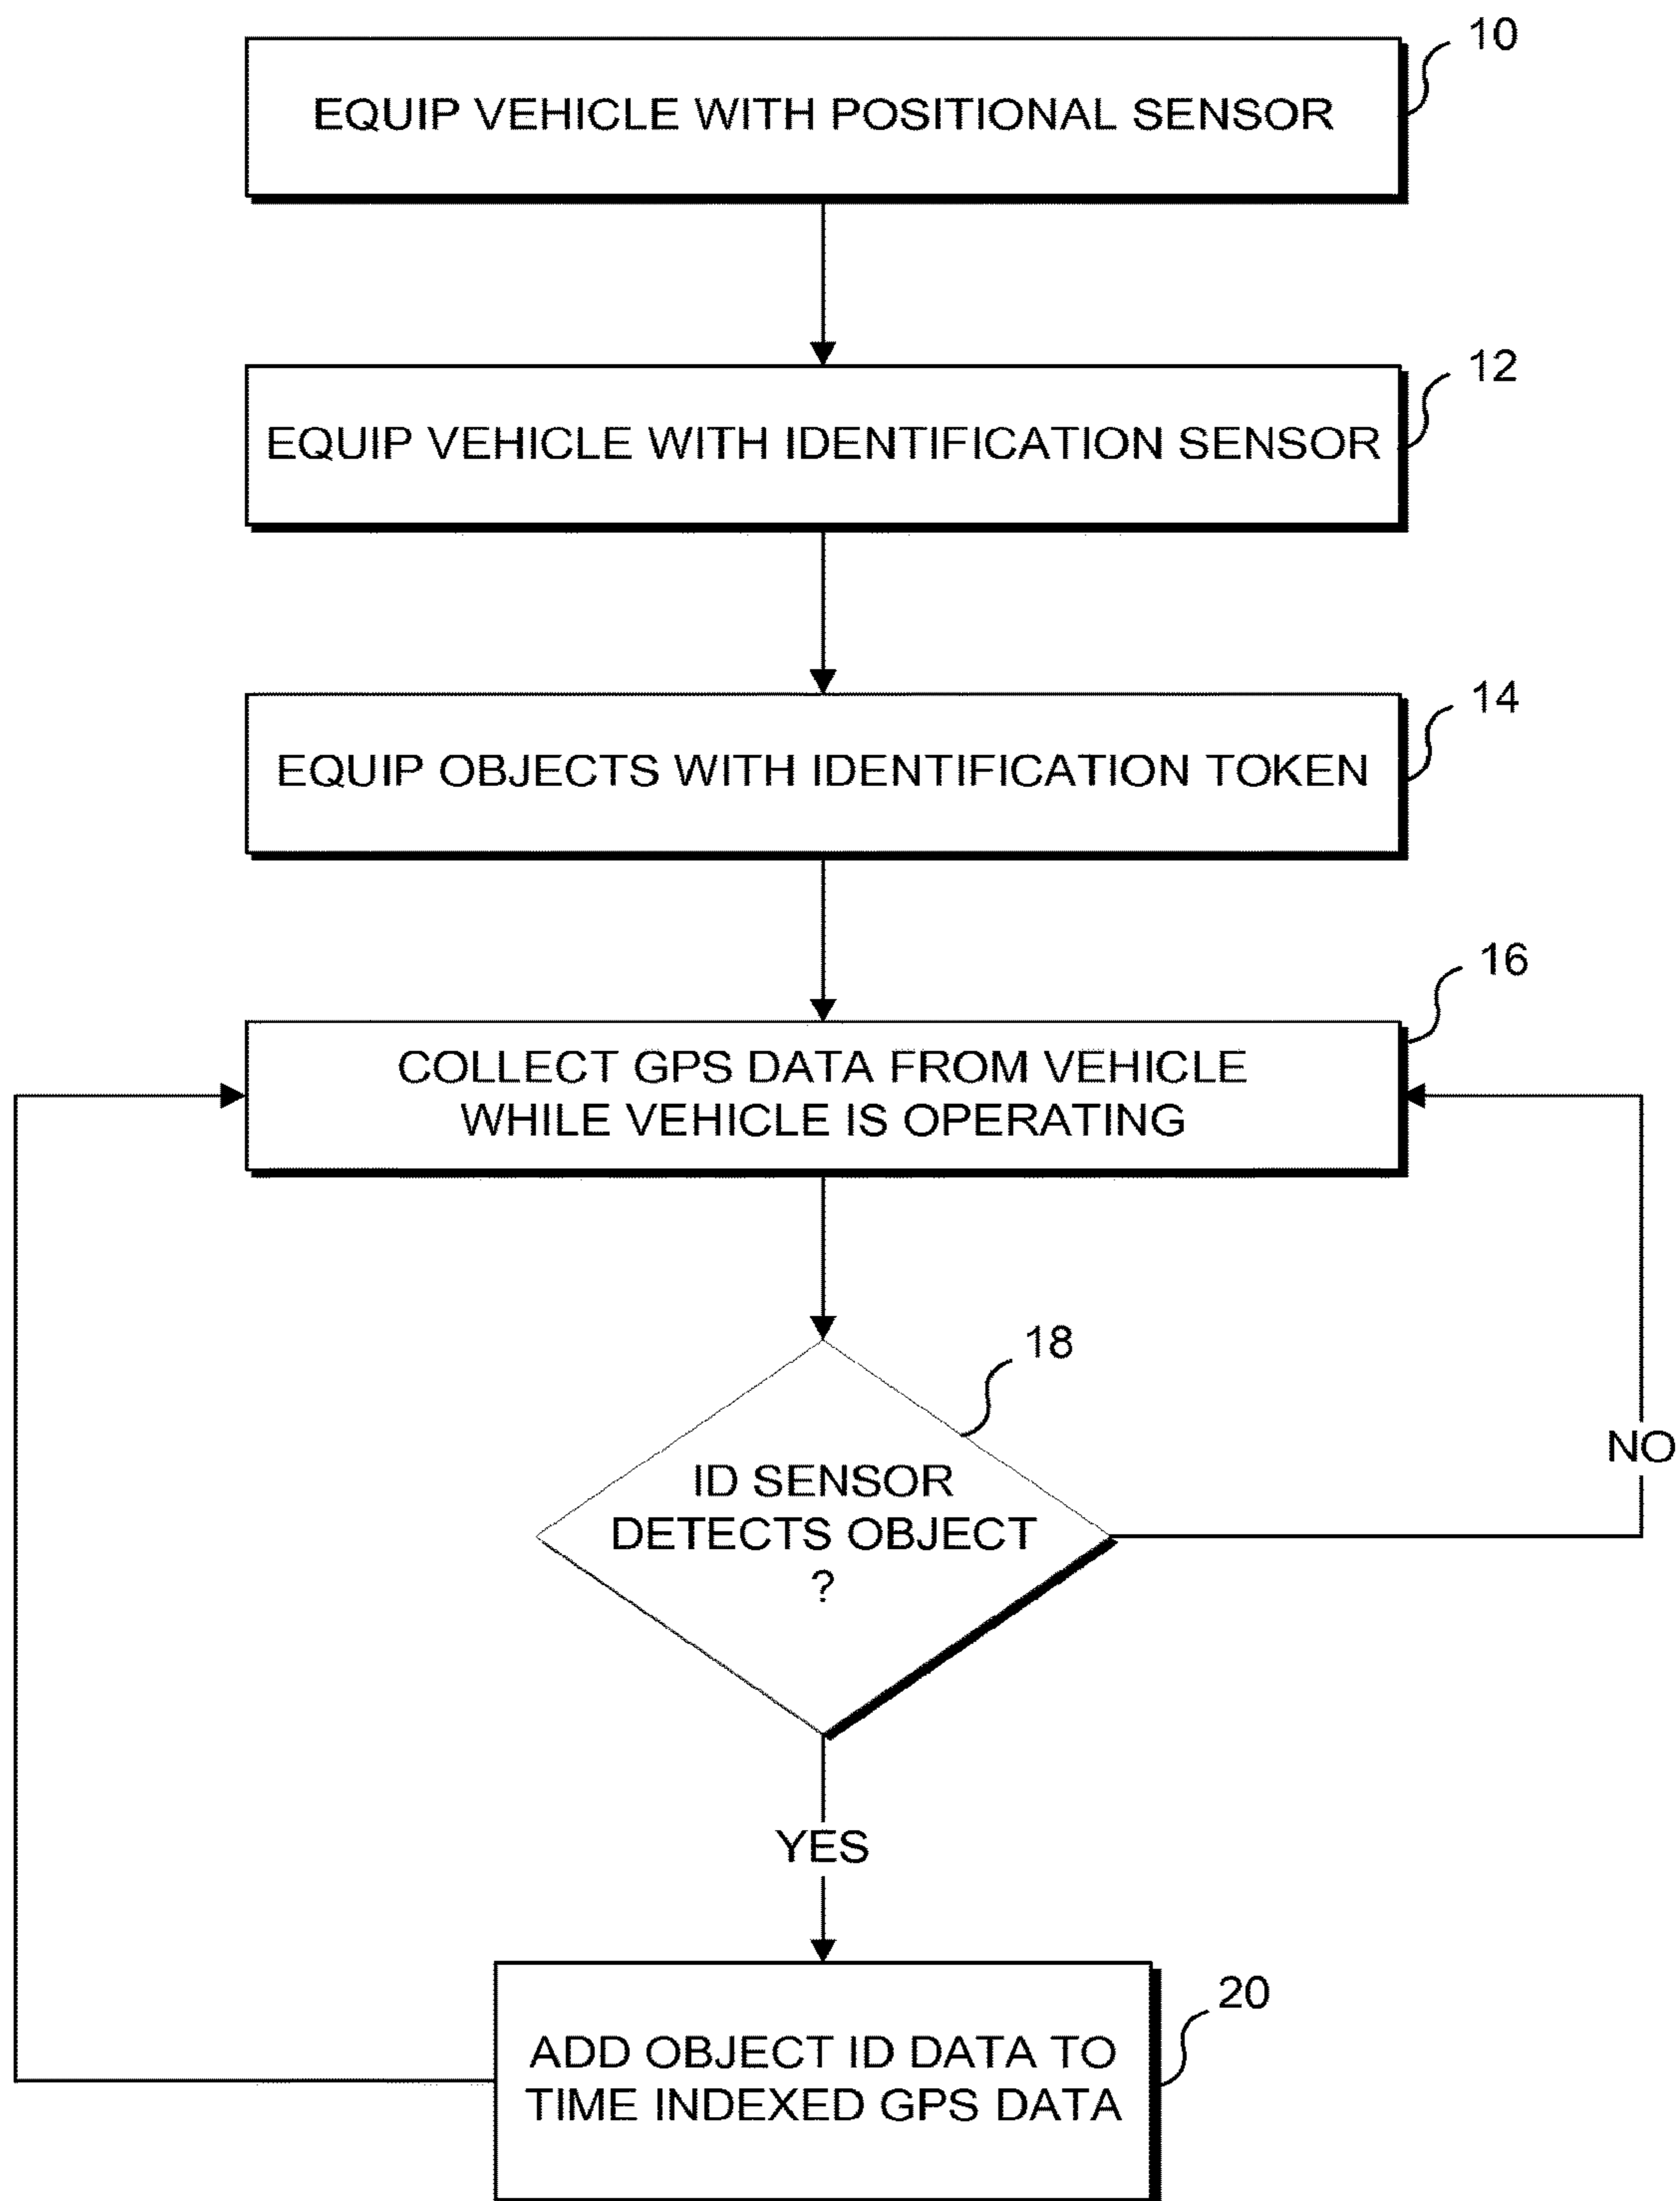 10
EQUIP VEHICLE WITH POSITIONAL SENSOR
12
EQUIP VEHICLE WITH IDENTIFICATION SENSOR
14
EQUIP OBJECTS WITH IDENTIFICATION TOKEN
16
COLLECT GPS DATA FROM VEHICLE
WHILE VEHICLE IS OPERATING
18
ID SENSOR
DETECTS OBJECT
?
NO
YES
20
ADD OBJECT ID DATA TO
TIME INDEXED GPS DATA